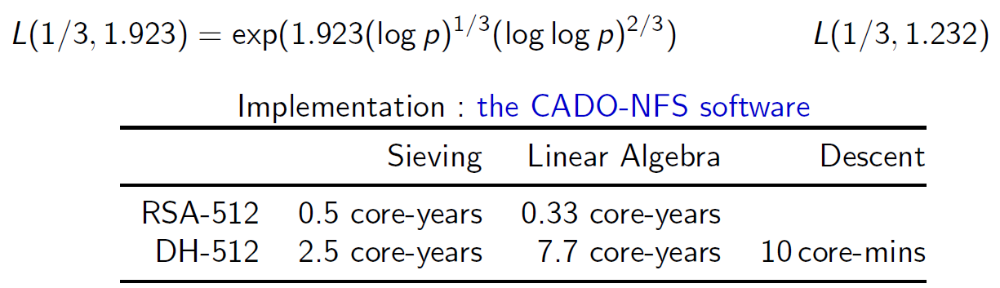 L(1/3, 1.923) = exp(1.923(log p)^{1/3}(log log p)^{2/3}) L(1/3, 1.232)
Implementation : the CADO-NFS software
Sieving Linear Algebra Descent
RSA-512 0.5 core-years 0.33 core-years
DH-512 2.5 core-years 7.7 core-years 10 core-mins